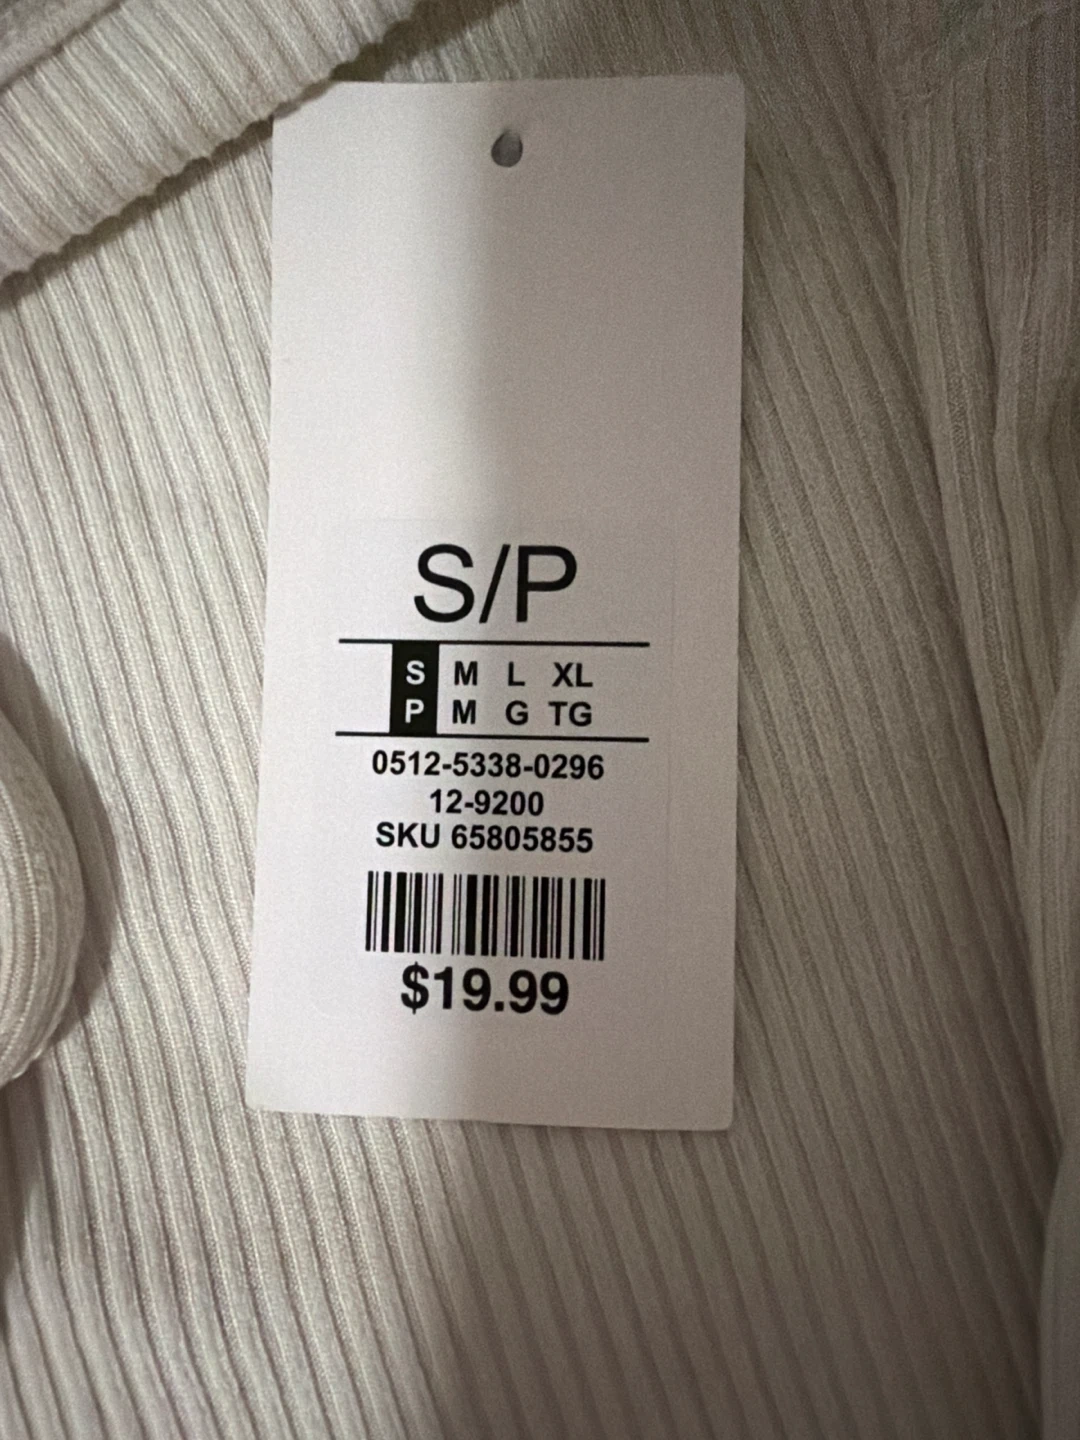 S/P
S M L XL
P M G TG
0512-5338-0296
12-9200
SKU 65805855
$19.99